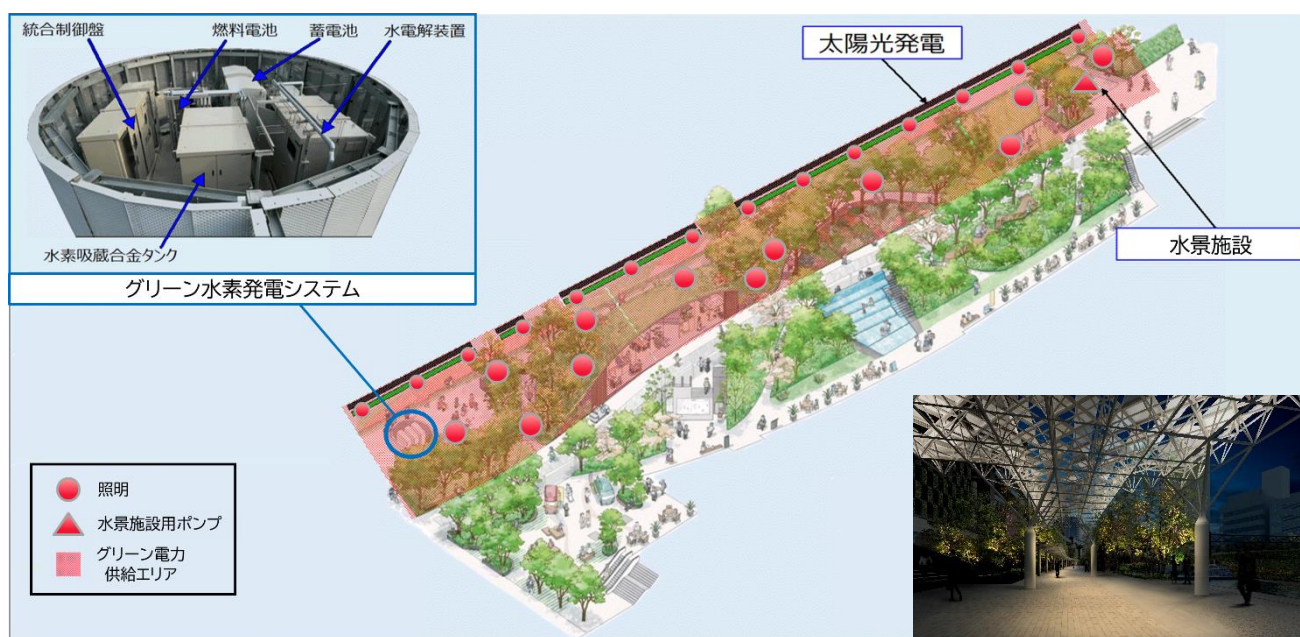 統合制御盤
燃料電池
蓄電池
水電解装置
水素吸蔵合金タンク
グリーン水素発電システム
太陽光発電
水景施設
照明
水景施設用ポンプ
グリーン電力
供給エリア